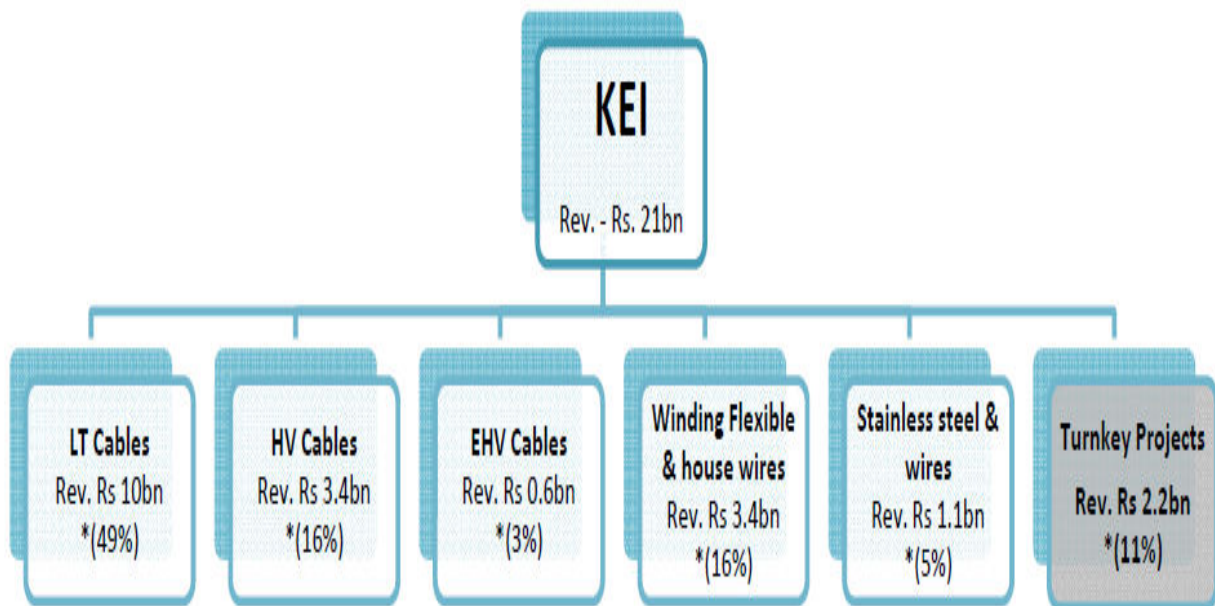 KEI
Rev. - Rs. 21bn
LT Cables
Rev. Rs 10bn
*(49%)
HV Cables
Rev. Rs 3.4bn
*(16%)
EHV Cables
Rev. Rs 0.6bn
*(3%)
Winding Flexible
& house wires
Rev. Rs 3.4bn
*(16%)
Stainless steel &
wires
Rev. Rs 1.1bn
*(5%)
Turnkey Projects
Rev. Rs 2.2bn
*(11%)